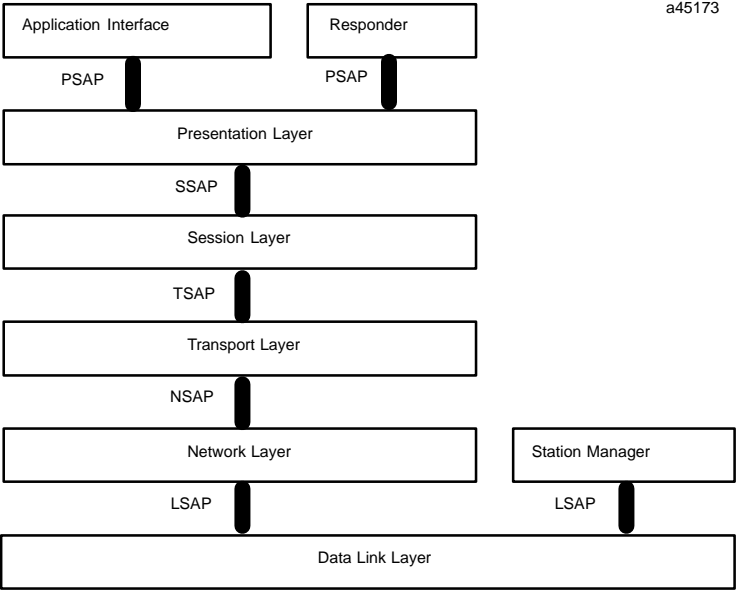 a45173
Application Interface
Responder
PSAP
PSAP
Presentation Layer
SSAP
Session Layer
TSAP
Transport Layer
NSAP
Network Layer
Station Manager
LSAP
LSAP
Data Link Layer